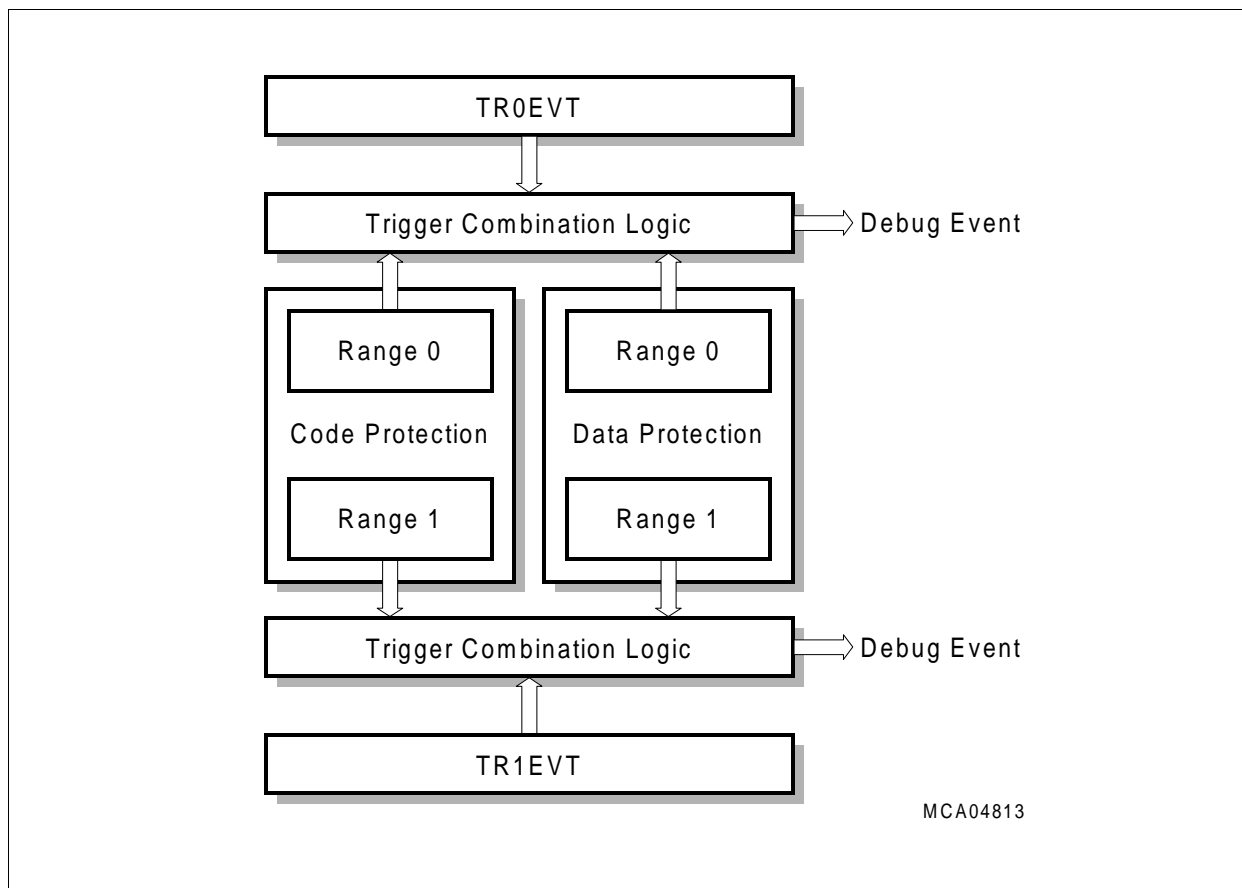 TR0EVT
Trigger Combination Logic
Debug Event
Range 0
Range 0
Code Protection
Data Protection
Range 1
Range 1
Trigger Combination Logic
Debug Event
TR1EVT
MCA04813